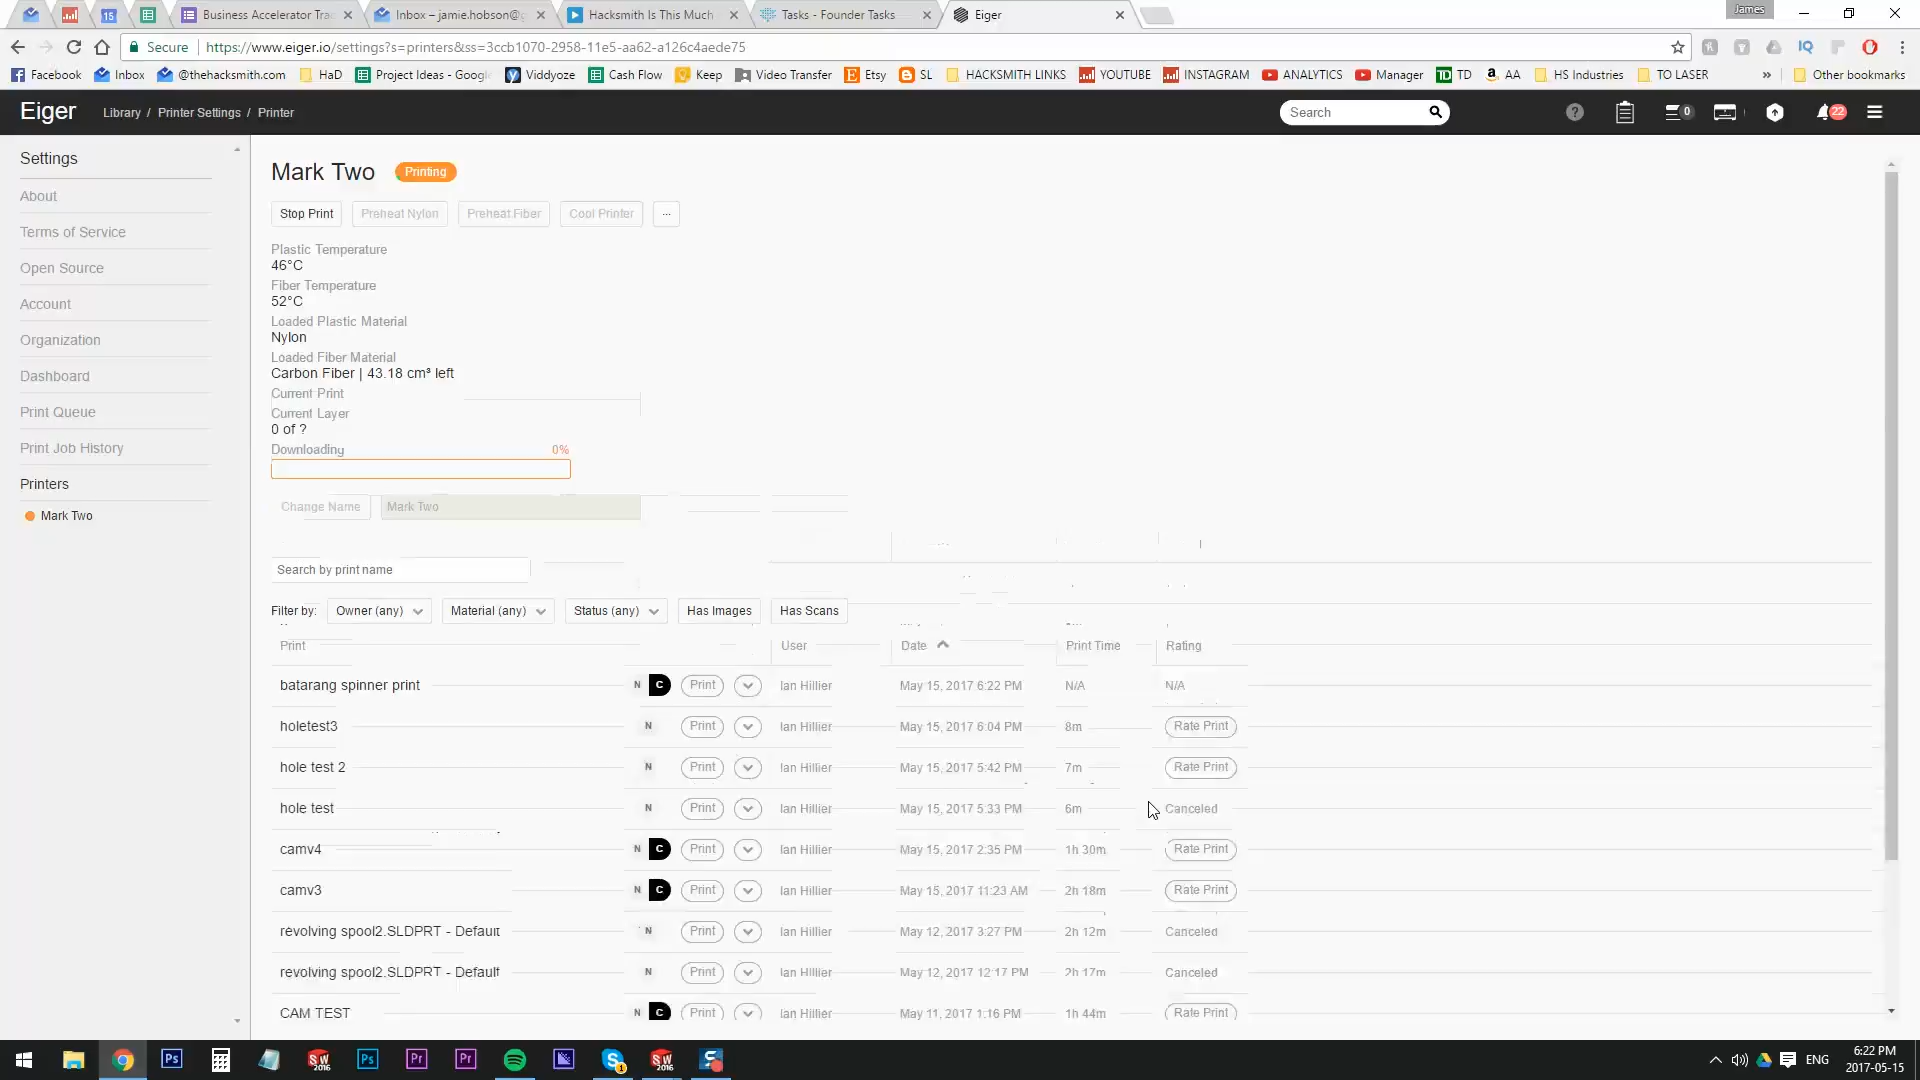 James
Business Accelerator Tra
Inbox – jamie.hobson@g
Hacksmith Is This Much
Tasks - Founder Tasks
Eiger
Secure
https://www.eiger.io/settings?s=printers&ss=3ccb1070-2958-11e5-aa62-a126c4aede75
Facebook
Inbox
@thehacksmith.com
HaD
Project Ideas - Googl
Viddyoze
Cash Flow
Keep
Video Transfer
Etsy
SL
HACKSMITH LINKS
YOUTUBE
INSTAGRAM
ANALYTICS
Manager
TD
AA
HS Industries
TO LASER
»
Other bookmarks
Eiger
Library / Printer Settings / Printer
Search
0
22
Settings
About
Terms of Service
Open Source
Account
Organization
Dashboard
Print Queue
Print Job History
Printers
Mark Two
Mark Two
Printing
Stop Print
Preheat Nylon
Preheat Fiber
Cool Printer
...
Plastic Temperature
46°C
Fiber Temperature
52°C
Loaded Plastic Material
Nylon
Loaded Fiber Material
Carbon Fiber | 43.18 cm³ left
Current Print
Current Layer
0 of ?
Downloading 0%
Change Name Mark Two
Search by print name
Filter by: Owner (any) Material (any) Status (any) Has Images Has Scans
Print User Date Print Time Rating
batarang spinner print N C Print Ian Hillier May 15, 2017 6:22 PM N/A N/A
holetest3 N Print Ian Hillier May 15, 2017 6:04 PM 8m Rate Print
hole test 2 N Print Ian Hillier May 15, 2017 5:42 PM 7m Rate Print
hole test N Print Ian Hillier May 15, 2017 5:33 PM 6m Canceled
camv4 N C Print Ian Hillier May 15, 2017 2:35 PM 1h 30m Rate Print
camv3 N C Print Ian Hillier May 15, 2017 11:23 AM 2h 18m Rate Print
revolving spool2.SLDPRT - Default N Print Ian Hillier May 12, 2017 3:27 PM 2h 12m Canceled
revolving spool2.SLDPRT - Default N Print Ian Hillier May 12, 2017 12:17 PM 2h 17m Canceled
CAM TEST N C Print Ian Hillier May 11, 2017 1:16 PM 1h 44m Rate Print
ENG
6:22 PM
2017-05-15